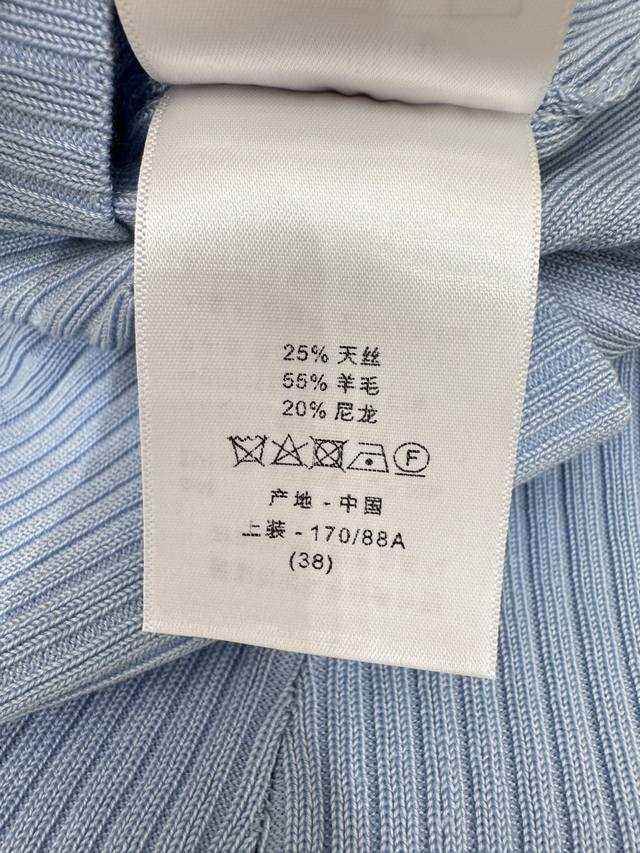 25% 天丝
55% 羊毛
20% 尼龙
F
产地 - 中国
上装 - 170/88A
(38)